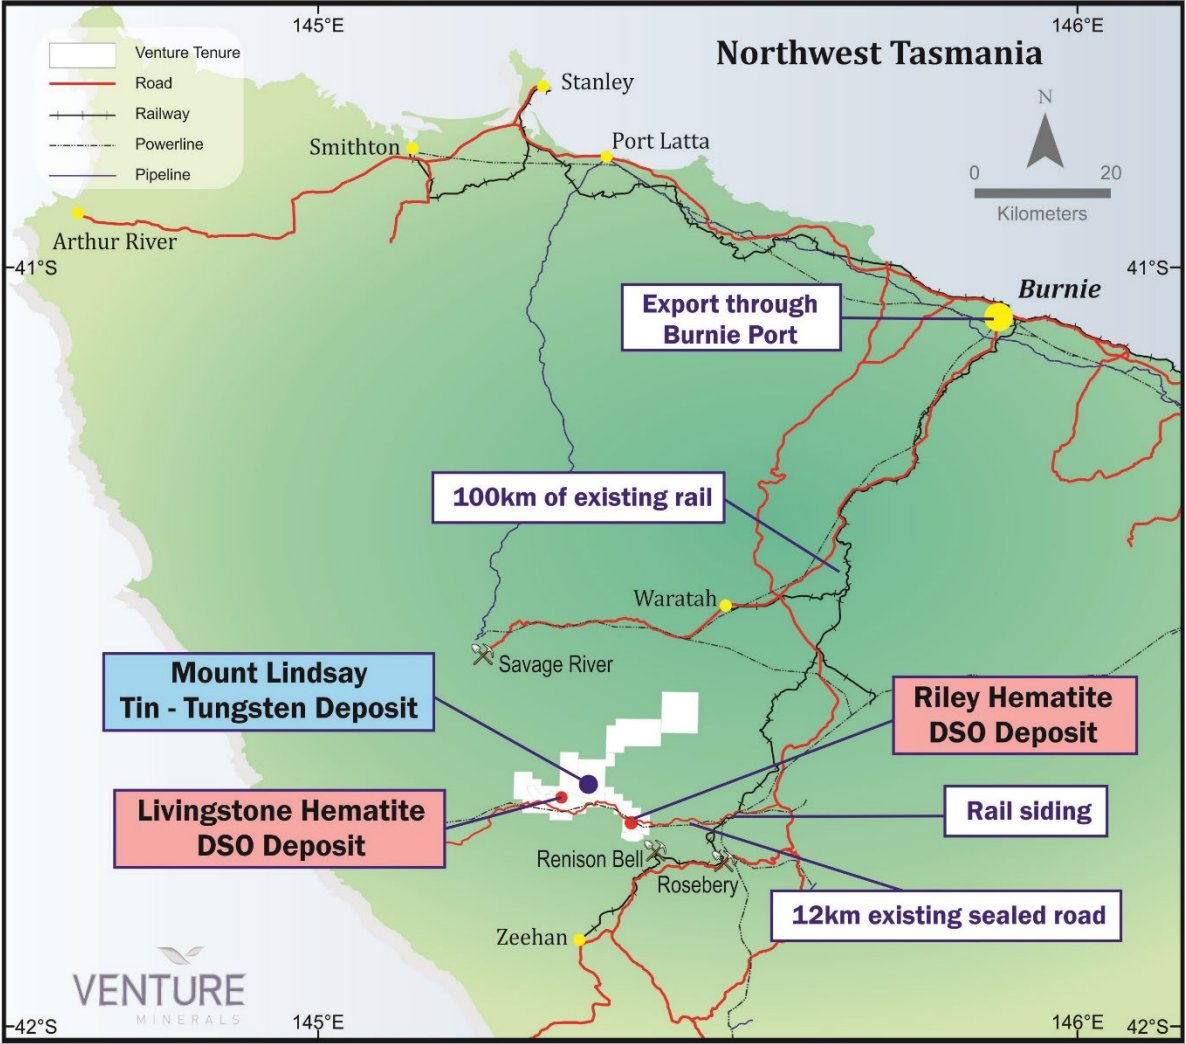 145°E
146°E
Venture Tenure
Road
Railway
Powerline
Pipeline
Northwest Tasmania
N
0
20
Kilometers
Stanley
Smithton
Port Latta
Arthur River
41°S
41°S
Burnie
Export through
Burnie Port
100km of existing rail
Waratah
Savage River
Mount Lindsay
Tin - Tungsten Deposit
Riley Hematite
DSO Deposit
Livingstone Hematite
DSO Deposit
Rail siding
Renison Bell
Rosebery
12km existing sealed road
Zeehan
VENTURE
MINERALS
42°S
145°E
146°E
42°S